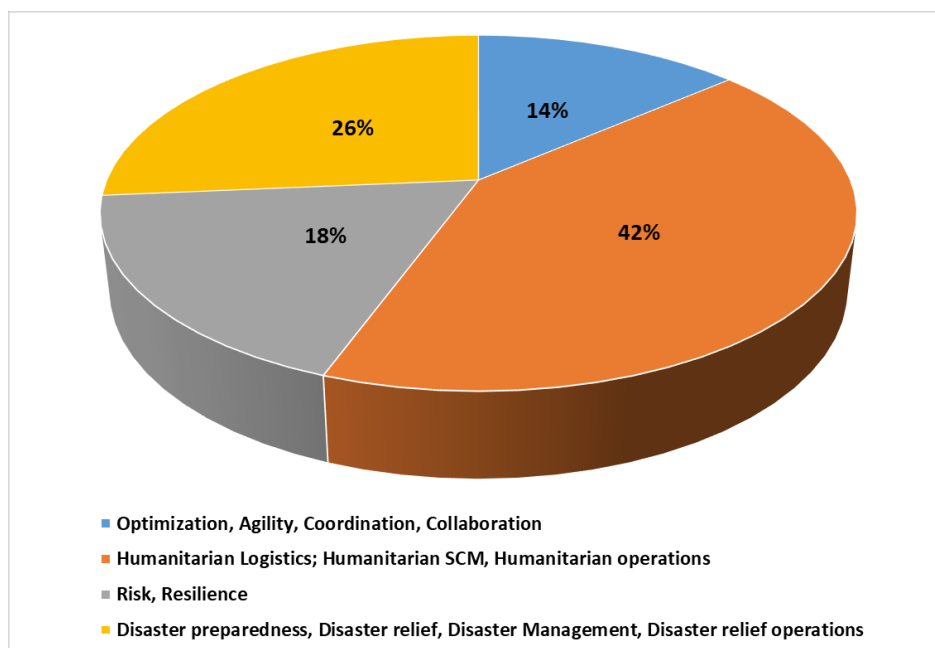 14%
26%
42%
18%
Optimization, Agility, Coordination, Collaboration
Humanitarian Logistics; Humanitarian SCM, Humanitarian operations
Risk, Resilience
Disaster preparedness, Disaster relief, Disaster Management, Disaster relief operations